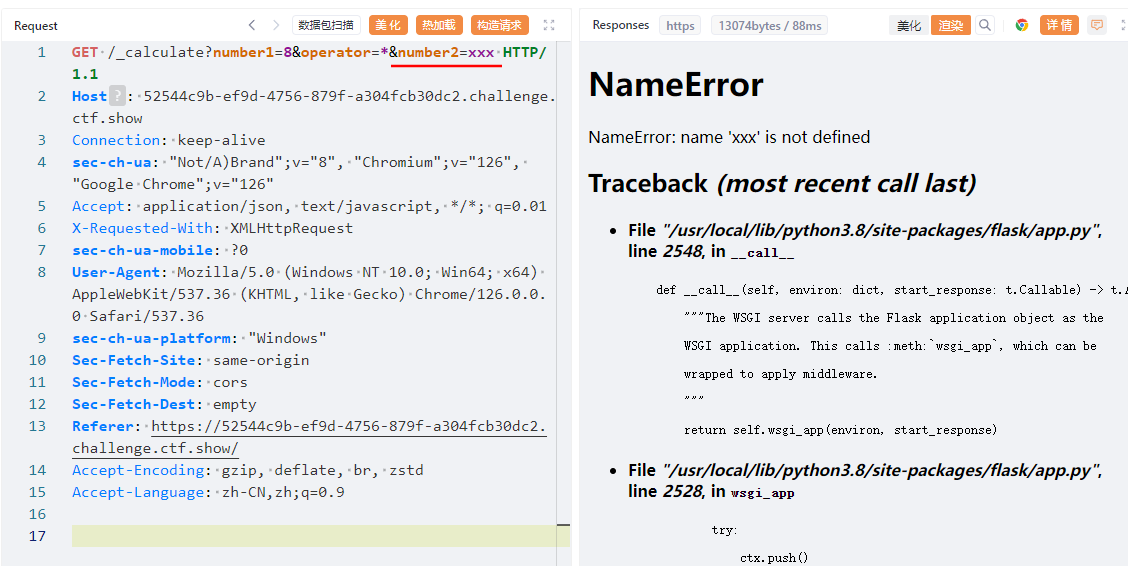 Request
数据包扫描
美化
热加载
构造请求
1 GET /_calculate?number1=8&operator=*&number2=xxx HTTP/
1.1
2 Host ? : 52544c9b-ef9d-4756-879f-a304fcb30dc2.challenge.
ctf.show
3 Connection: keep-alive
4 sec-ch-ua: "Not/A)Brand";v="8", "Chromium";v="126",
"Google Chrome";v="126"
5 Accept: application/json, text/javascript, */*; q=0.01
6 X-Requested-With: XMLHttpRequest
7 sec-ch-ua-mobile: ?0
8 User-Agent: Mozilla/5.0 (Windows NT 10.0; Win64; x64)
AppleWebKit/537.36 (KHTML, like Gecko) Chrome/126.0.0.
0 Safari/537.36
9 sec-ch-ua-platform: "Windows"
10 Sec-Fetch-Site: same-origin
11 Sec-Fetch-Mode: cors
12 Sec-Fetch-Dest: empty
13 Referer: https://52544c9b-ef9d-4756-879f-a304fcb30dc2.
challenge.ctf.show/
14 Accept-Encoding: gzip, deflate, br, zstd
15 Accept-Language: zh-CN,zh;q=0.9
16
17
Responses
https
13074bytes / 88ms
美化
渲染
详情
NameError
NameError: name 'xxx' is not defined
Traceback (most recent call last)
File "/usr/local/lib/python3.8/site-packages/flask/app.py",
line 2548, in __call__
def __call__(self, environ: dict, start_response: t.Callable) -> t.
"""The WSGI server calls the Flask application object as the
WSGI application. This calls :meth:`wsgi_app`, which can be
wrapped to apply middleware.
"""
return self.wsgi_app(environ, start_response)
File "/usr/local/lib/python3.8/site-packages/flask/app.py",
line 2528, in wsgi_app
try:
ctx.push()